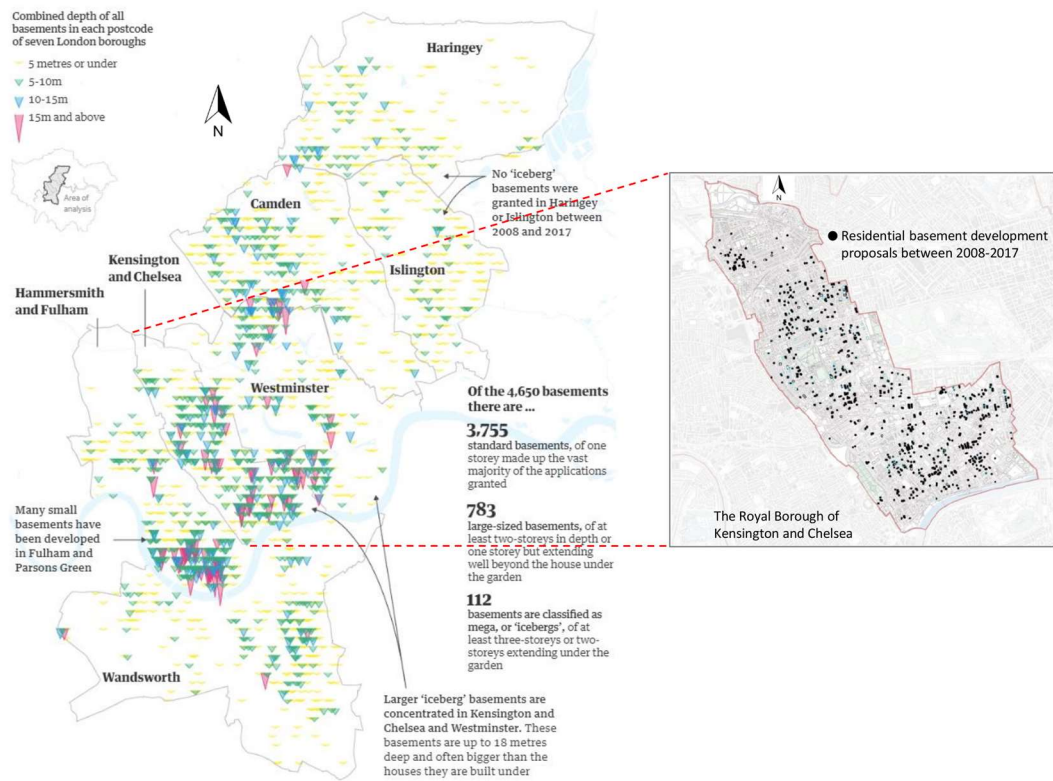 Combined depth of all
basements in each postcode
of seven London boroughs
5 metres or under
5-10m
10-15m
15m and above
N
Area of
analysis
Haringey
No ‘iceberg’
basements were
granted in Haringey
or Islington between
2008 and 2017
Camden
Islington
Kensington
and Chelsea
Hammersmith
and Fulham
Westminster
Of the 4,650 basements
there are ...
3,755
standard basements, of one
storey made up the vast
majority of the applications
granted
783
large-sized basements, of at
least two-storeys in depth or
one storey but extending
well beyond the house under
the garden
112
basements are classified as
mega, or ‘icebergs’, of at
least three-storeys or two-
storeys extending under the
garden
Many small
basements have
been developed
in Fulham and
Parsons Green
Wandsworth
Larger ‘iceberg’ basements are
concentrated in Kensington and
Chelsea and Westminster. These
basements are up to 18 metres
deep and often bigger than the
houses they are built under
N
Residential basement development
proposals between 2008-2017
The Royal Borough of
Kensington and Chelsea